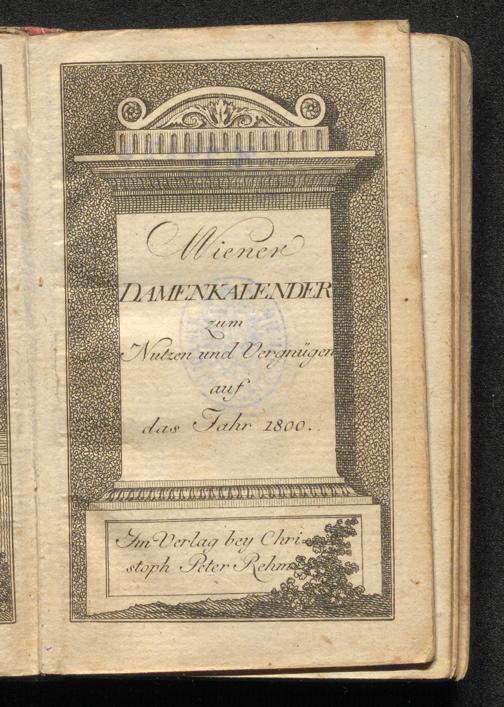 Wiener
DAMENKALENDER
zum
Nutzen und Vergnügen
auf
das Jahr 1800.
Im Verlag bey Chri-
stoph Peter Rehm